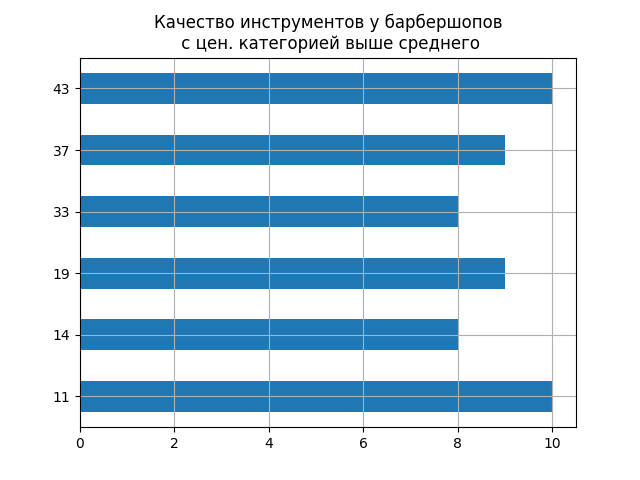 Качество инструментов у барбершопов
с цен. категорией выше среднего
43
37
33
19
14
11
0 2 4 6 8 10